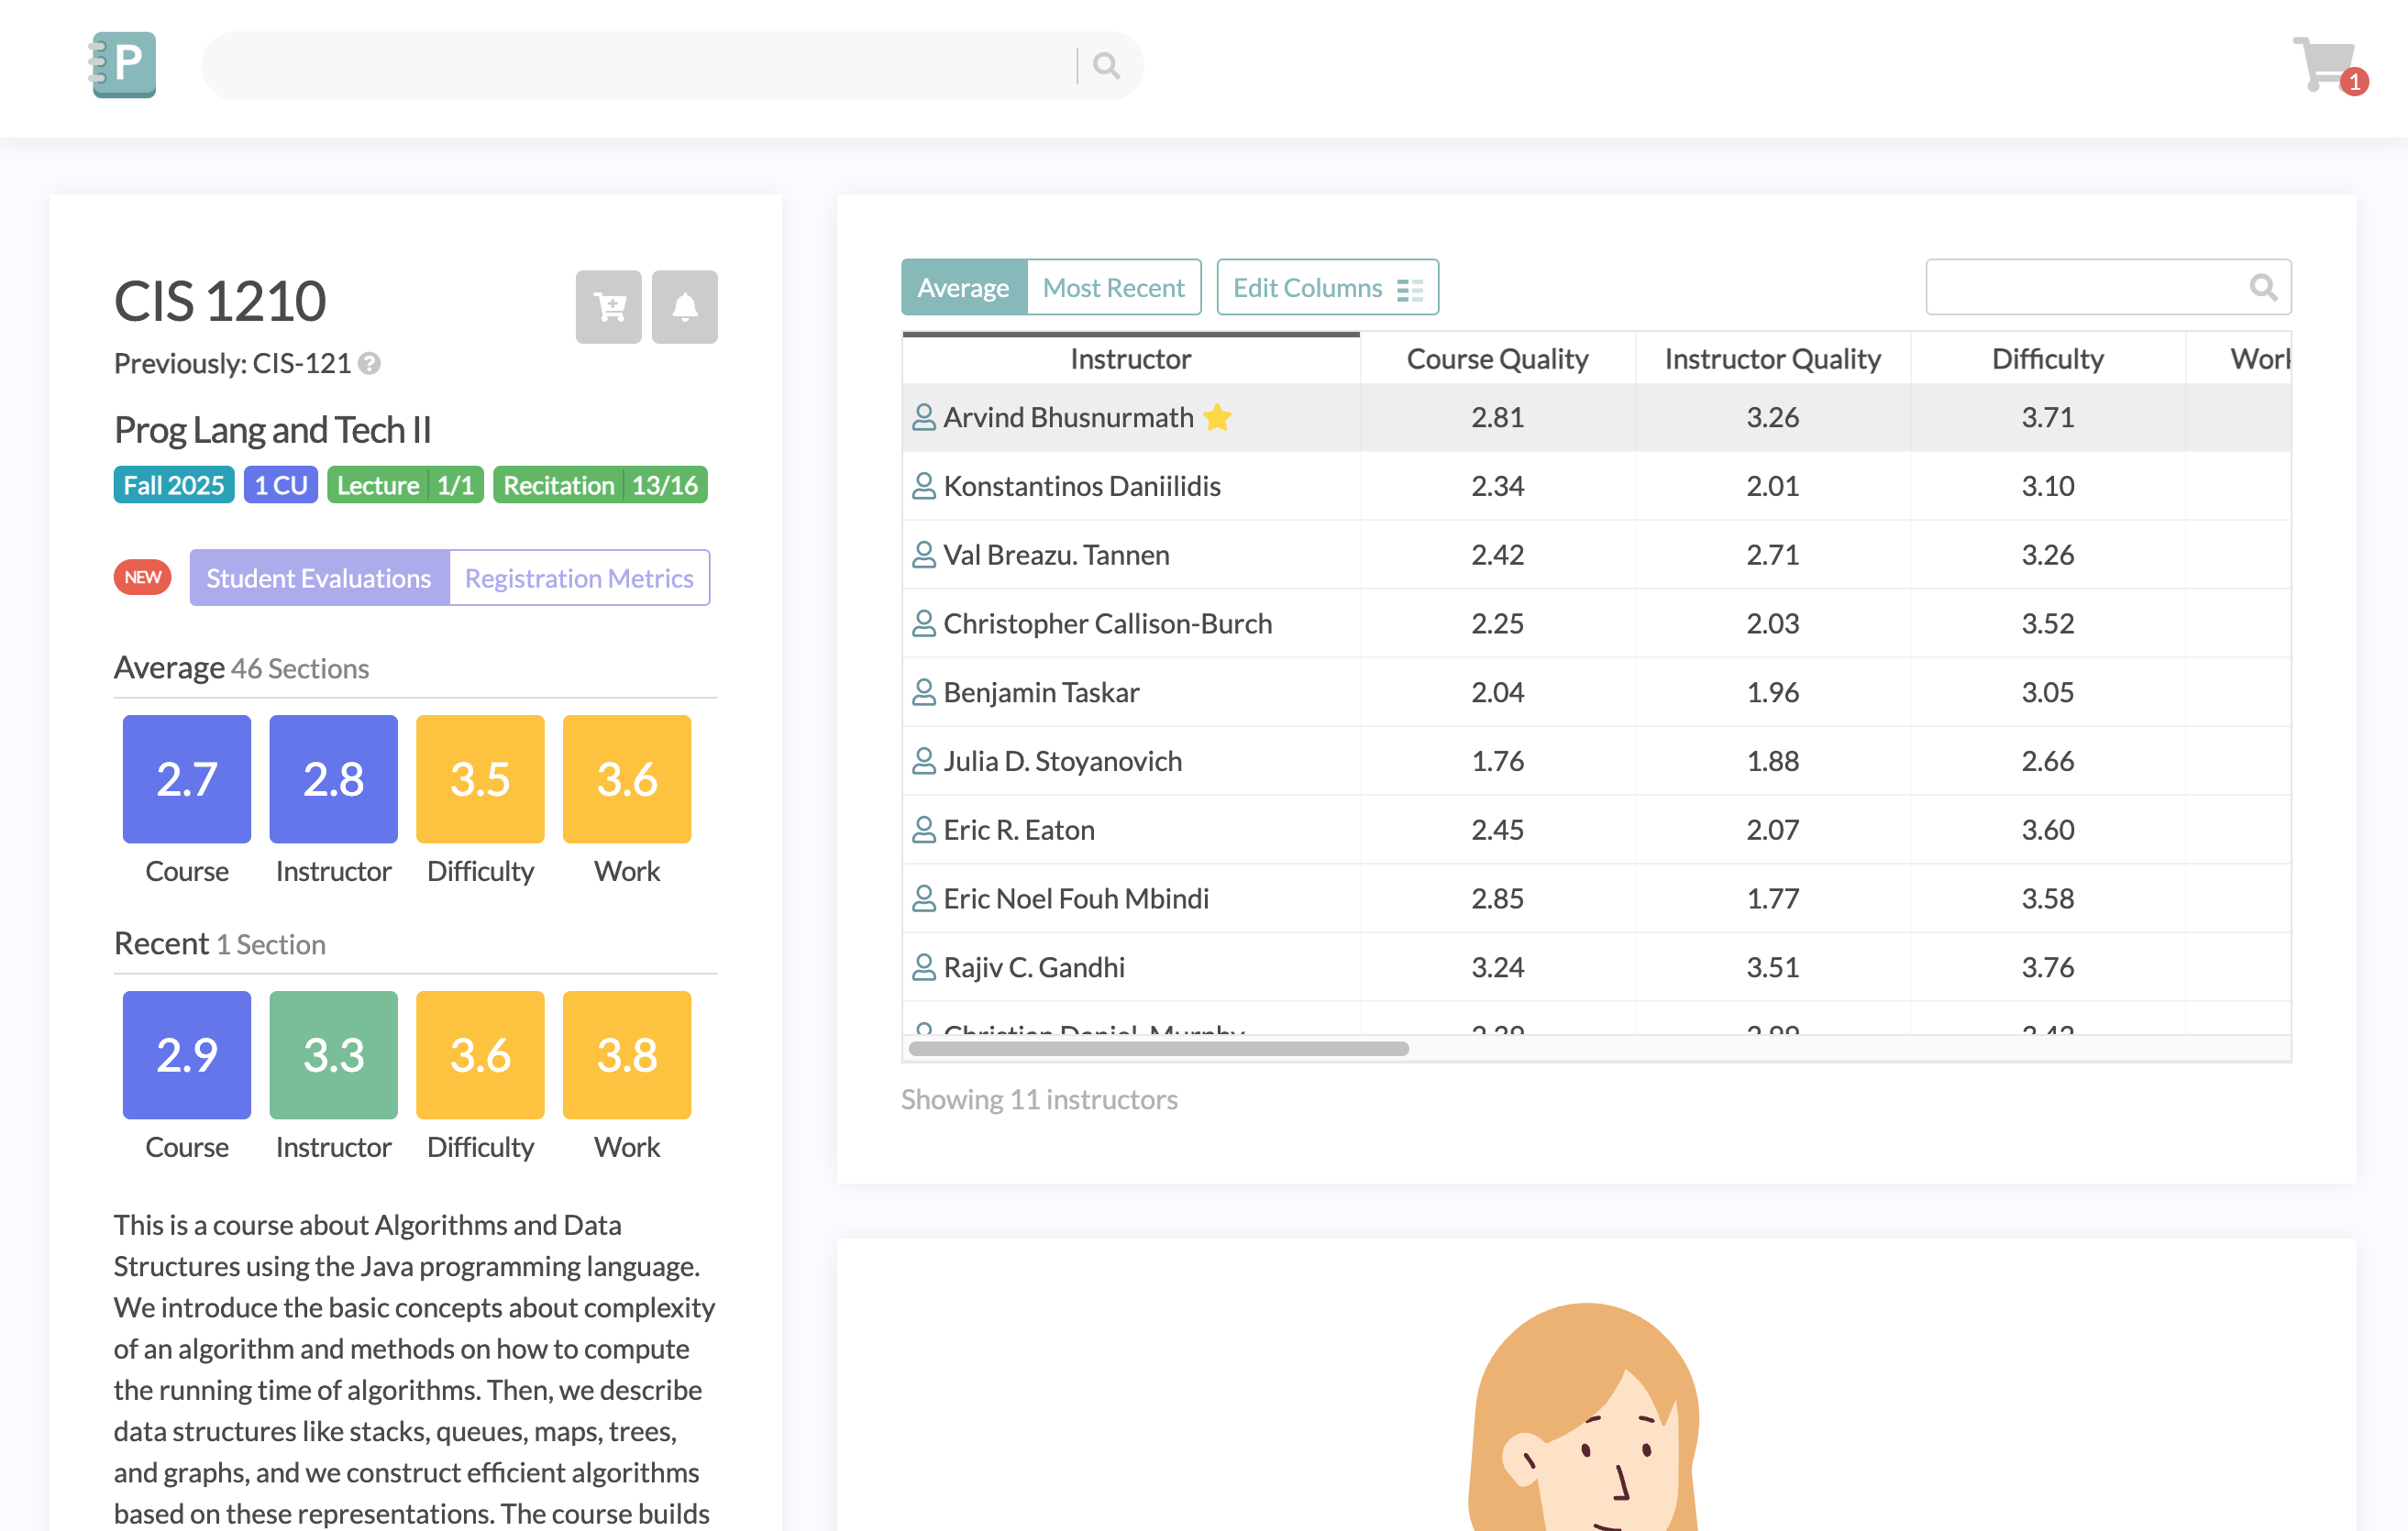 P
1
CIS 1210
Previously: CIS-121 ?
Prog Lang and Tech II
Fall 2025 1 CU Lecture 1/1 Recitation 13/16
NEW Student Evaluations Registration Metrics
Average 46 Sections
2.7 2.8 3.5 3.6
Course Instructor Difficulty Work
Recent 1 Section
2.9 3.3 3.6 3.8
Course Instructor Difficulty Work
This is a course about Algorithms and Data
Structures using the Java programming language.
We introduce the basic concepts about complexity
of an algorithm and methods on how to compute
the running time of algorithms. Then, we describe
data structures like stacks, queues, maps, trees,
and graphs, and we construct efficient algorithms
based on these representations. The course builds
Average Most Recent Edit Columns
Instructor Course Quality Instructor Quality Difficulty Work
Arvind Bhusnurmath 2.81 3.26 3.71
Konstantinos Daniilidis 2.34 2.01 3.10
Val Breazu. Tannen 2.42 2.71 3.26
Christopher Callison-Burch 2.25 2.03 3.52
Benjamin Taskar 2.04 1.96 3.05
Julia D. Stoyanovich 1.76 1.88 2.66
Eric R. Eaton 2.45 2.07 3.60
Eric Noel Fouh Mbindi 2.85 1.77 3.58
Rajiv C. Gandhi 3.24 3.51 3.76
Christian Daniel Murphy
Showing 11 instructors